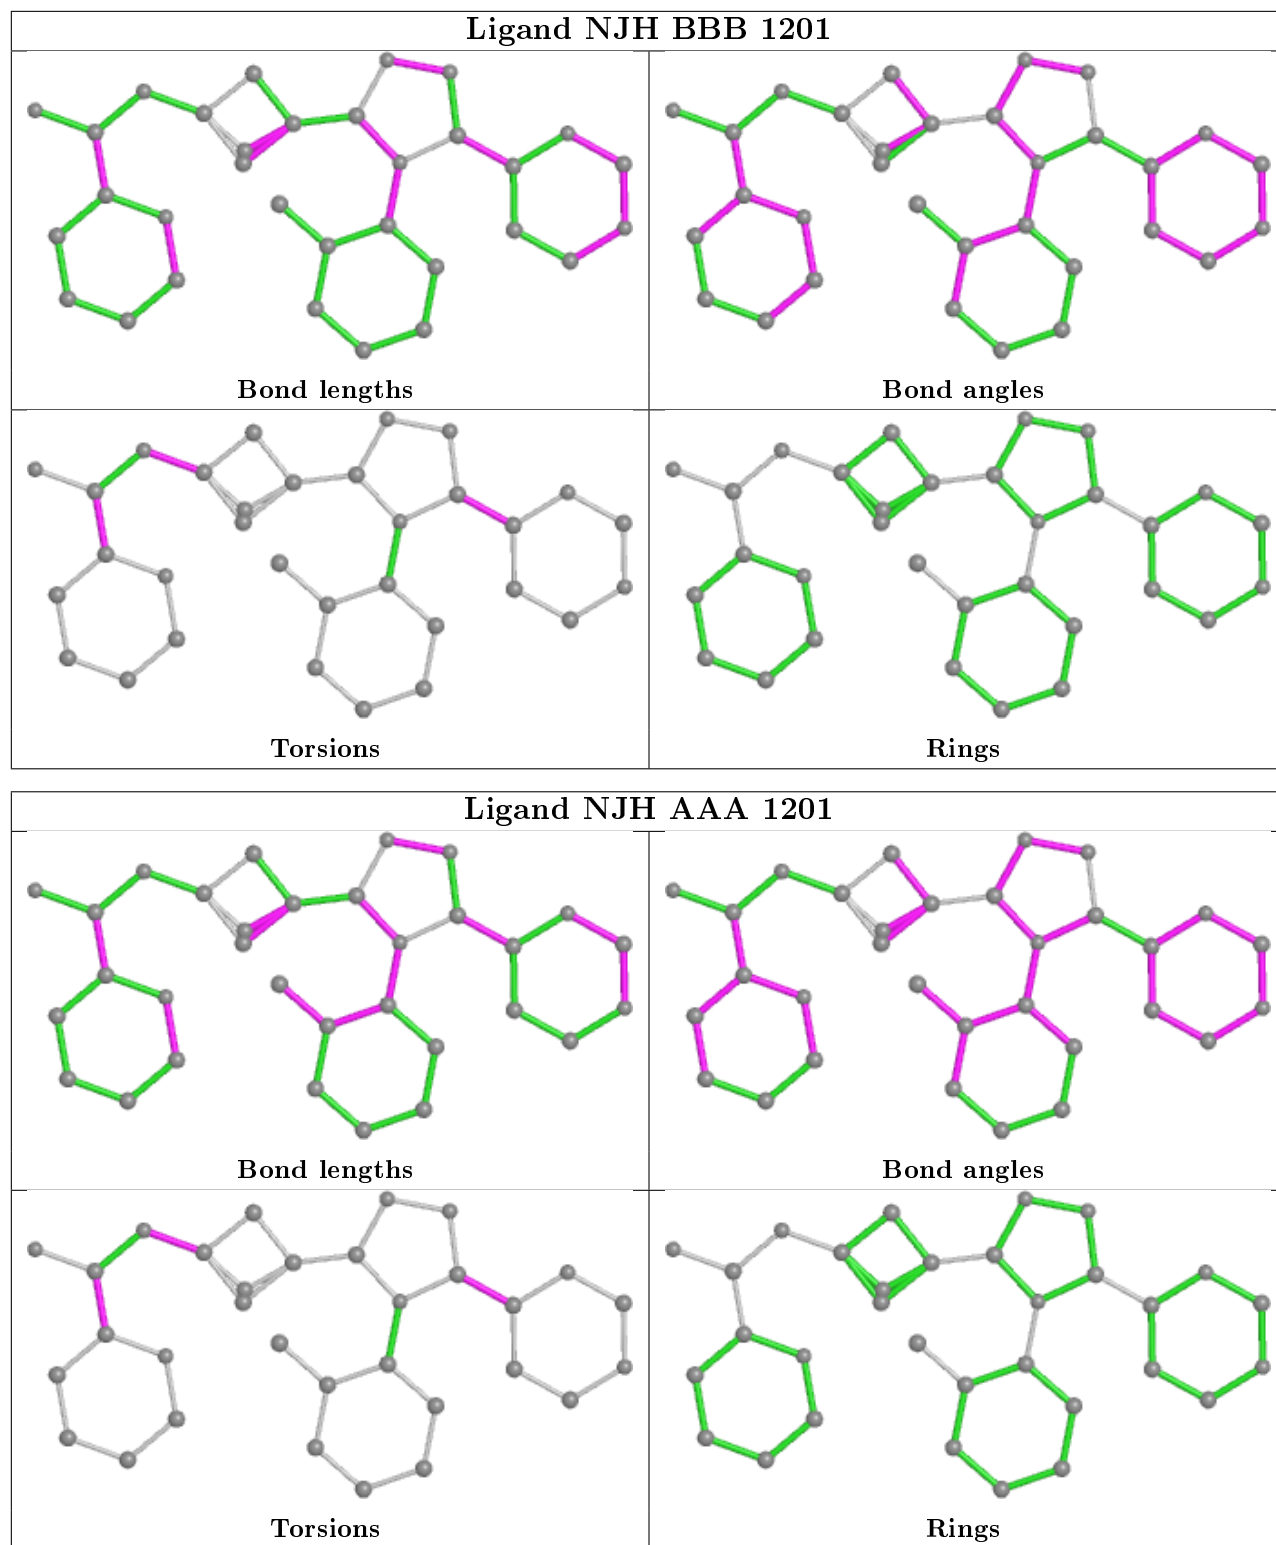 Ligand NJH BBB 1201
Bond lengths
Bond angles
Torsions
Rings
Ligand NJH AAA 1201
Bond lengths
Bond angles
Torsions
Rings